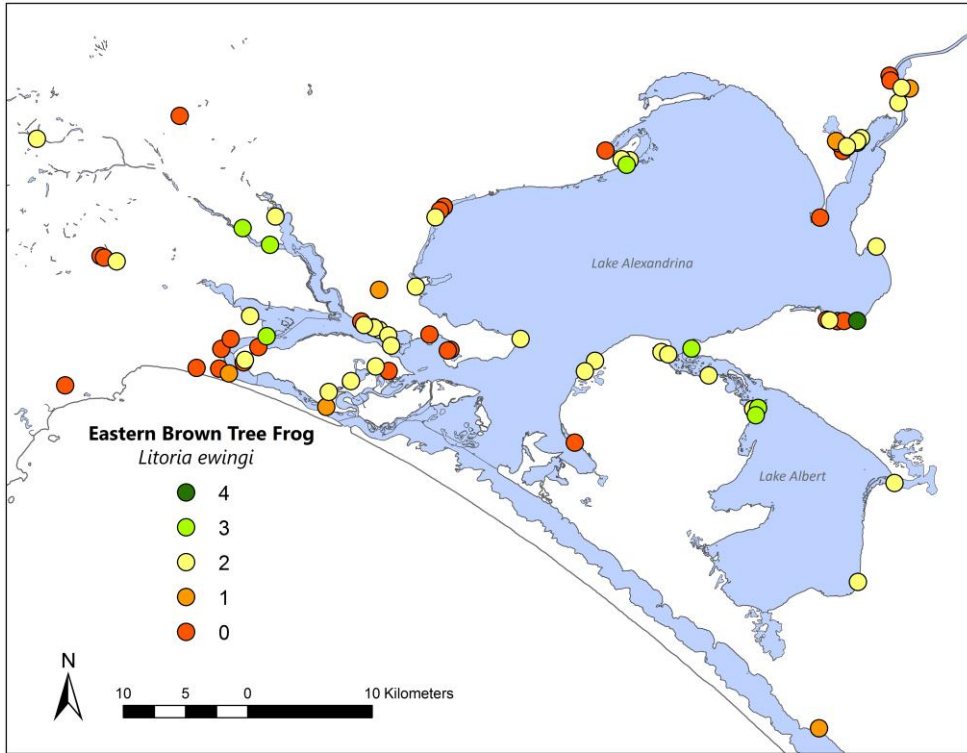 Lake Alexandrina
Eastern Brown Tree Frog
Litoria ewingi
Lake Albert
4
3
2
1
0
N
10 5 0 10 Kilometers